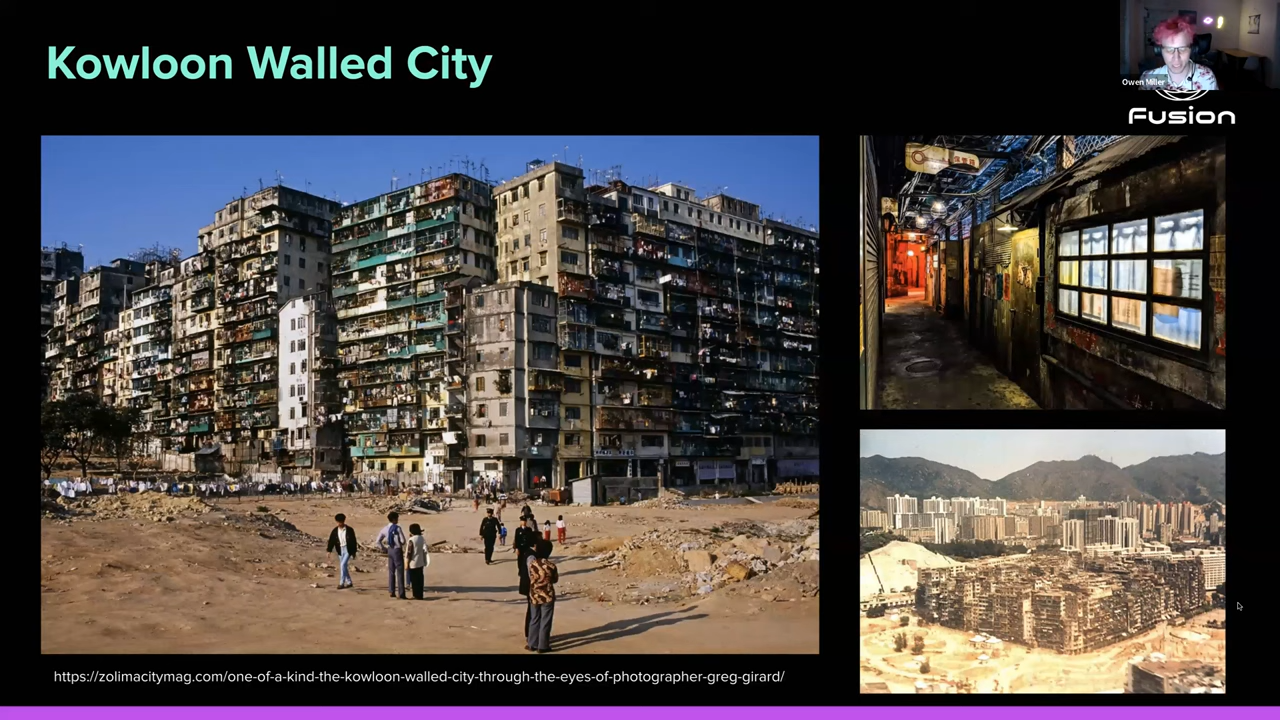 Kowloon Walled City
Owen Miller
Fusion
https://zolimacitymag.com/one-of-a-kind-the-kowloon-walled-city-through-the-eyes-of-photographer-greg-girard/